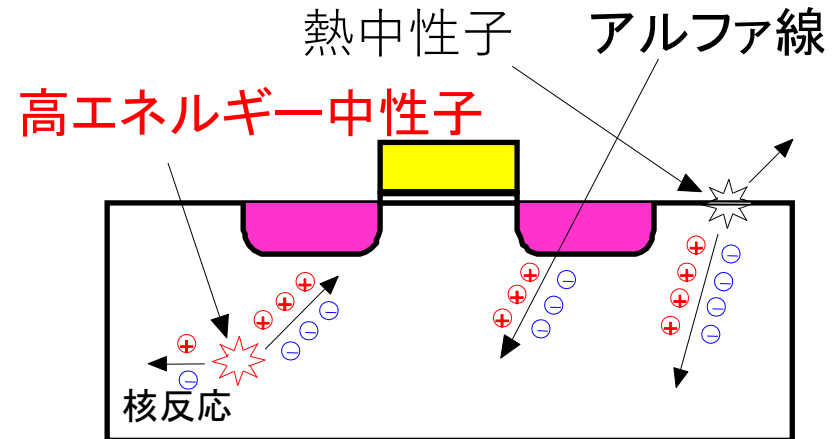 熱中性子
アルファ線
高エネルギー中性子
+ + + + + + + + + + +
− − − − − − − − − − −
核反応